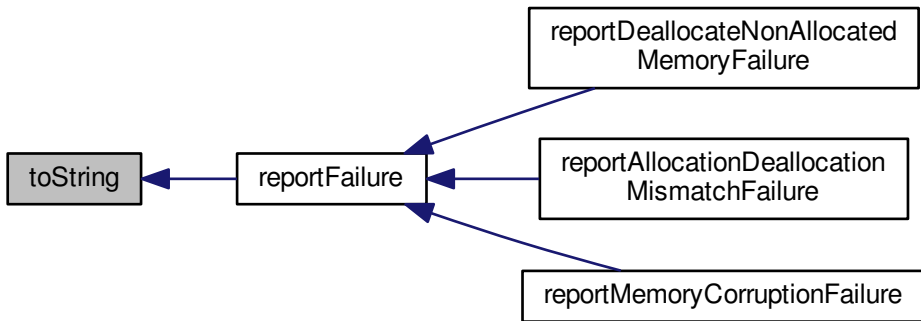 reportDeallocateNonAllocated
MemoryFailure
toString
reportFailure
reportAllocationDeallocation
MismatchFailure
reportMemoryCorruptionFailure